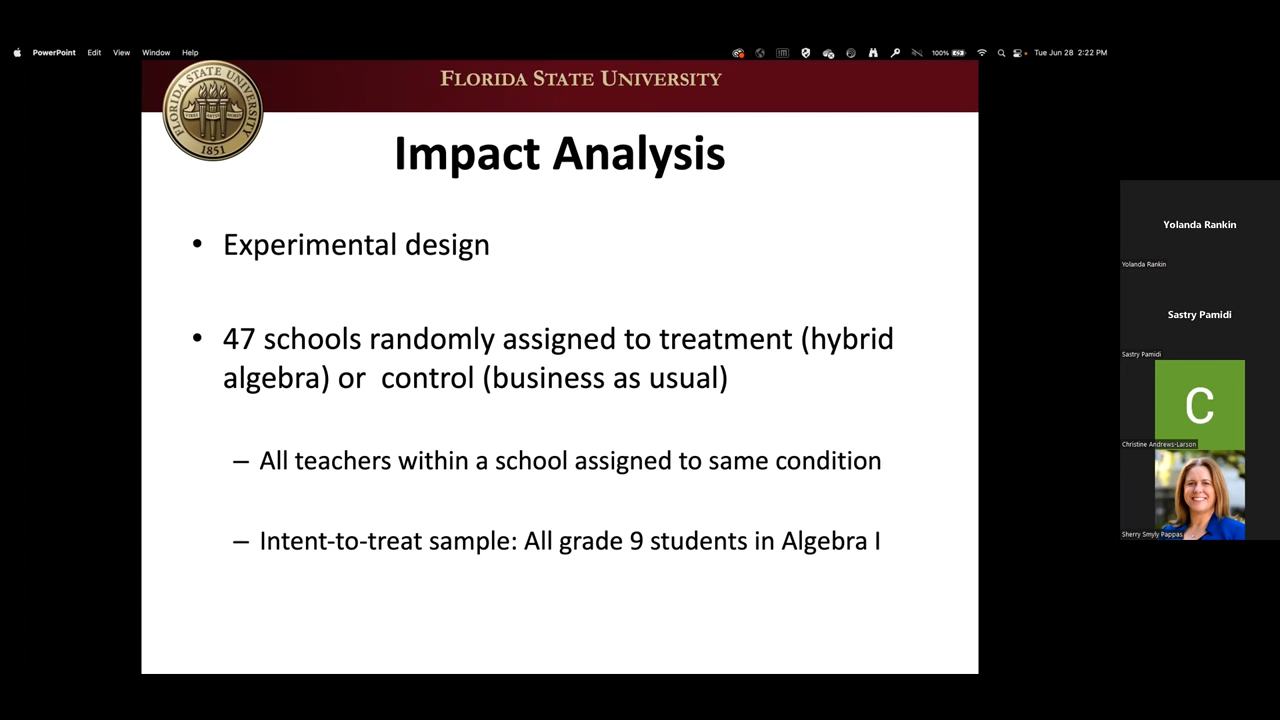 PowerPoint Edit View Window Help 100% Tue Jun 28 2:22 PM
FLORIDA STATE UNIVERSITY
FLORIDA STATE UNIVERSITY
1851
Impact Analysis
• Experimental design
• 47 schools randomly assigned to treatment (hybrid
algebra) or control (business as usual)
– All teachers within a school assigned to same condition
– Intent-to-treat sample: All grade 9 students in Algebra I
Yolanda Rankin
Yolanda Rankin
Sastry Pamidi
Sastry Pamidi
C
Christine Andrews-Larson
Sherry Smyly Pappas